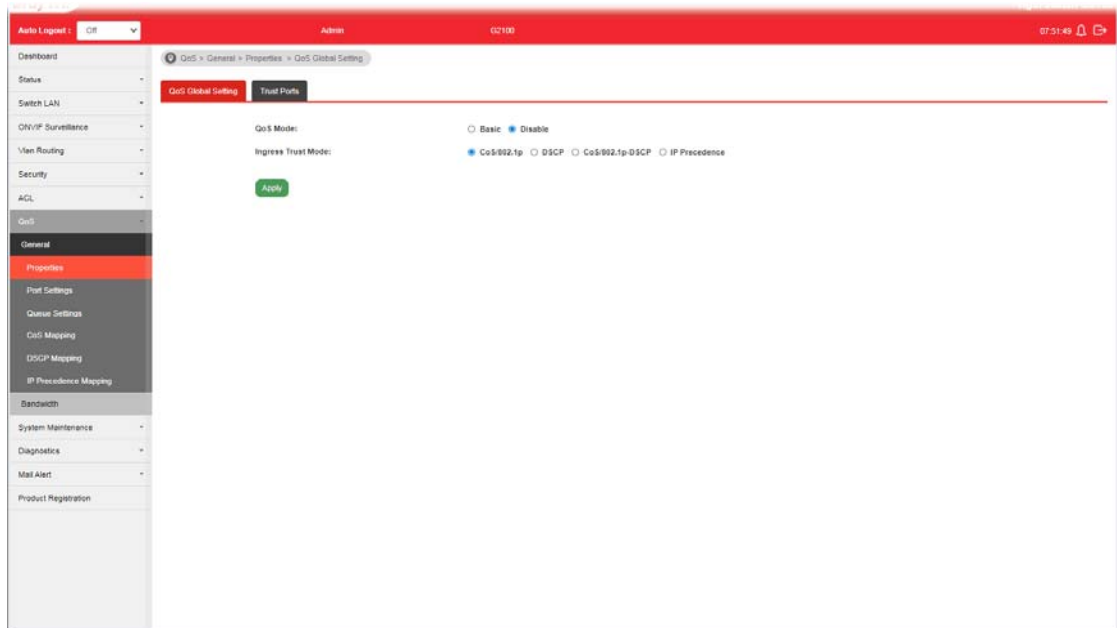 Auto Logout : Off Admin G2100 07:51:49
Dashboard
QoS > General > Properties > QoS Global Setting
Status
QoS Global Setting Trust Ports
Switch LAN
ONVIF Surveillance
QoS Mode: Basic Disable
Vlan Routing
Ingress Trust Mode: CoS/802.1p DSCP CoS/802.1p-DSCP IP Precedence
Security
Apply
ACL
QoS
General
Properties
Port Settings
Queue Settings
CoS Mapping
DSCP Mapping
IP Precedence Mapping
Bandwidth
System Maintenance
Diagnostics
Mail Alert
Product Registration